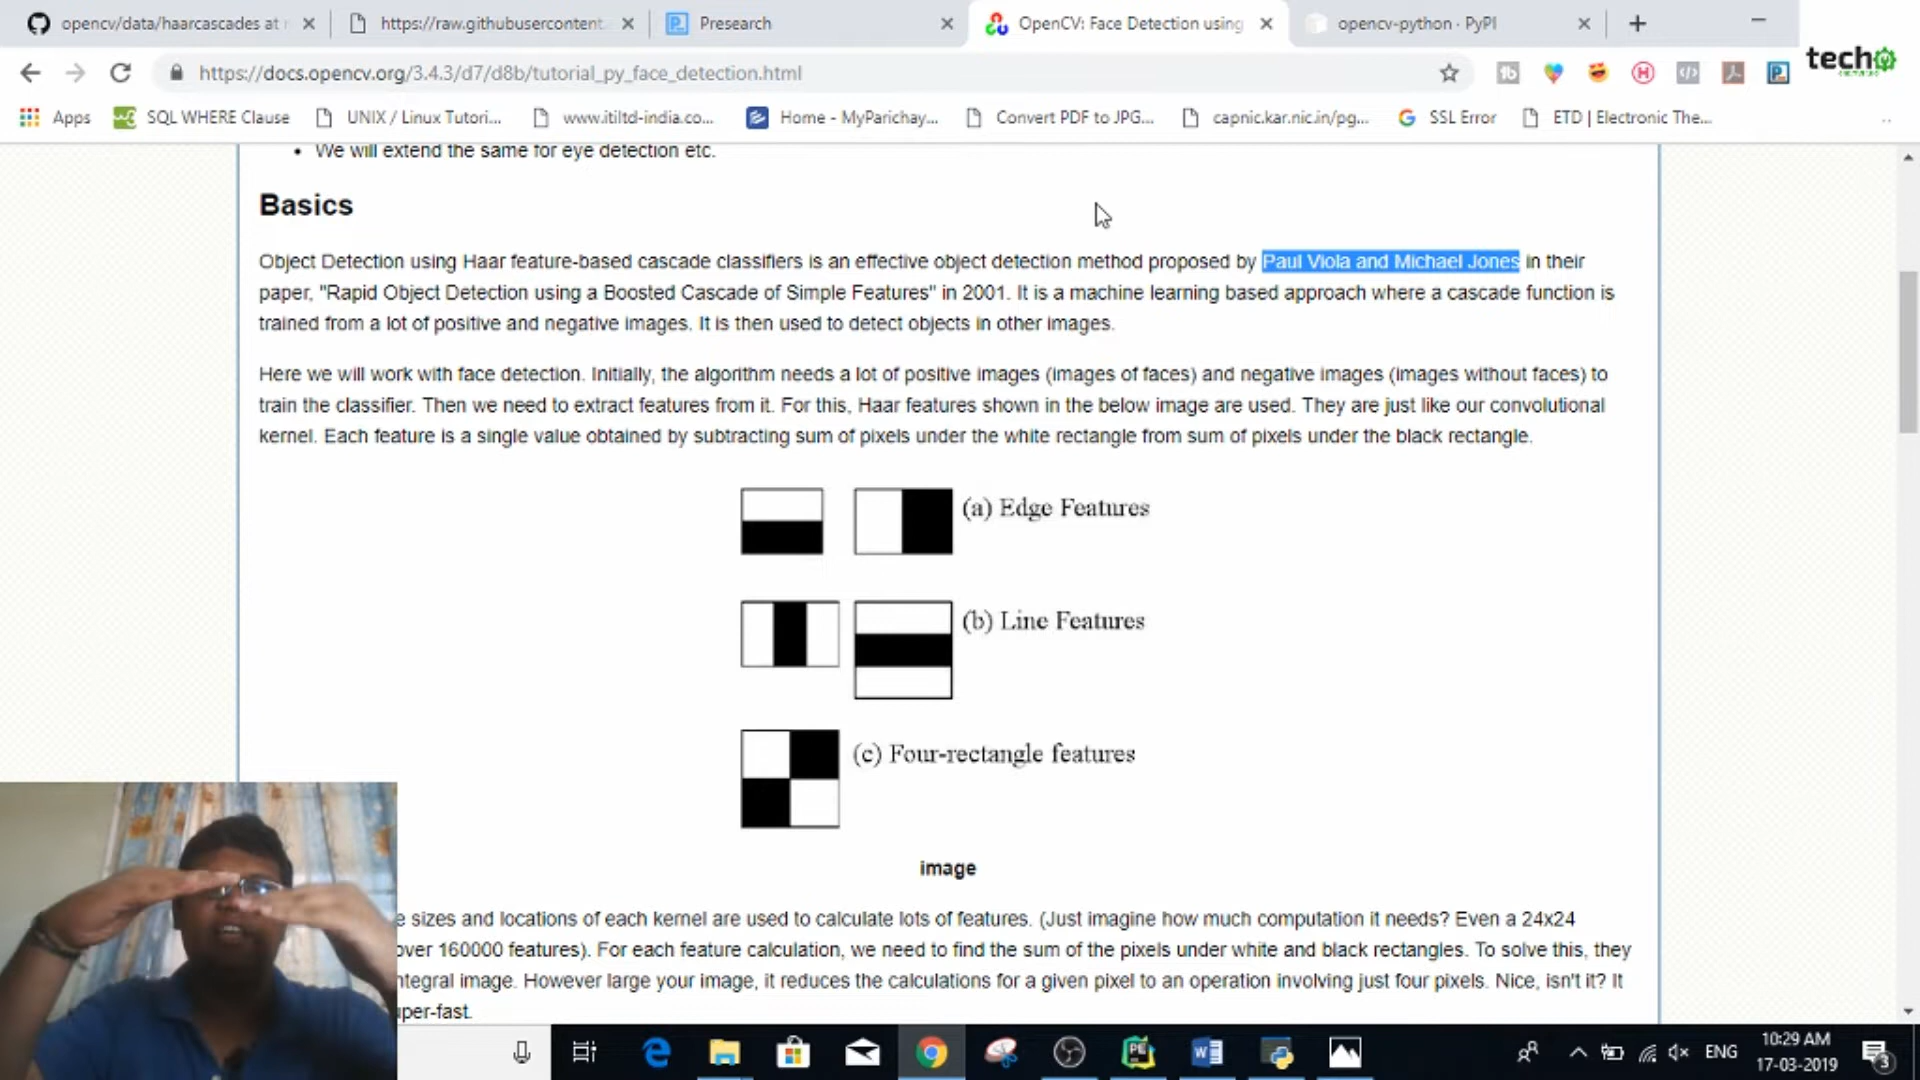 opencv/data/haarcascades at
https://raw.githubusercontent.
Presearch
OpenCV: Face Detection using
opencv-python · PyPI
https://docs.opencv.org/3.4.3/d7/d8b/tutorial_py_face_detection.html
tech
Apps
SQL WHERE Clause
UNIX / Linux Tutori...
www.itiltd-india.co...
Home - MyParichay...
Convert PDF to JPG...
capnic.kar.nic.in/pg...
SSL Error
ETD | Electronic The...
• We will extend the same for eye detection etc.
Basics
Object Detection using Haar feature-based cascade classifiers is an effective object detection method proposed by Paul Viola and Michael Jones in their
paper, "Rapid Object Detection using a Boosted Cascade of Simple Features" in 2001. It is a machine learning based approach where a cascade function is
trained from a lot of positive and negative images. It is then used to detect objects in other images.
Here we will work with face detection. Initially, the algorithm needs a lot of positive images (images of faces) and negative images (images without faces) to
train the classifier. Then we need to extract features from it. For this, Haar features shown in the below image are used. They are just like our convolutional
kernel. Each feature is a single value obtained by subtracting sum of pixels under the white rectangle from sum of pixels under the black rectangle.
(a) Edge Features
(b) Line Features
(c) Four-rectangle features
image
e sizes and locations of each kernel are used to calculate lots of features. (Just imagine how much computation it needs? Even a 24x24
over 160000 features). For each feature calculation, we need to find the sum of the pixels under white and black rectangles. To solve this, they
ntegral image. However large your image, it reduces the calculations for a given pixel to an operation involving just four pixels. Nice, isn't it? It
uper-fast.
ENG
10:29 AM
17-03-2019
3